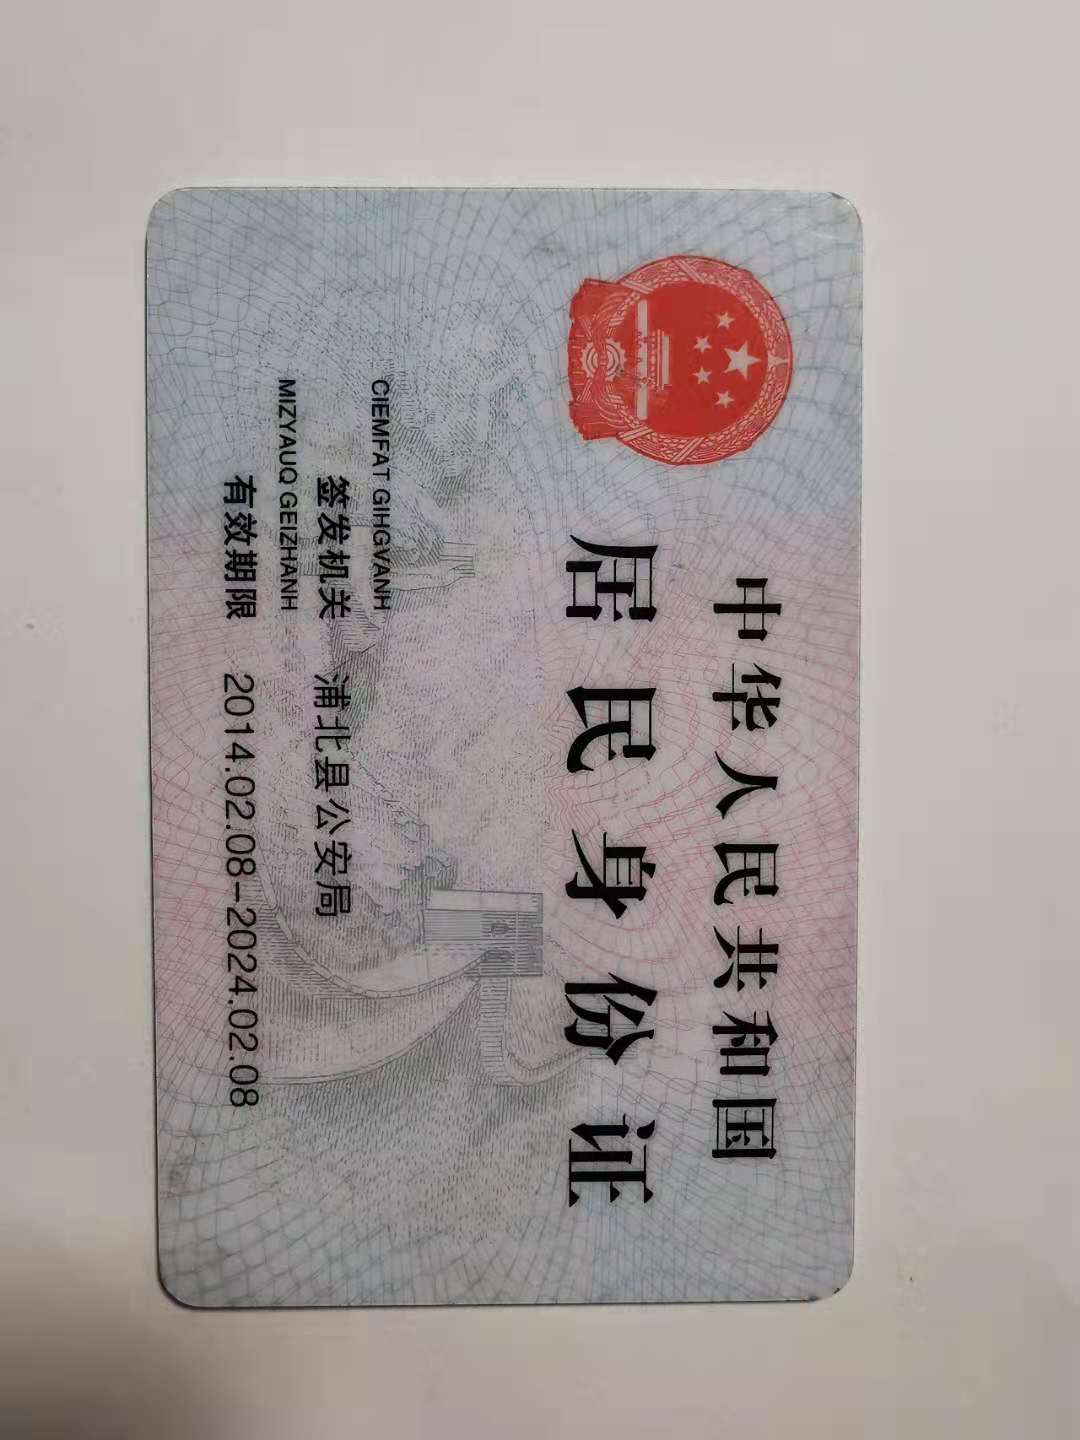 中华人民共和国
居民身份证
CIEMFAT GIHGVANH
签发机关 浦北县公安局
MIZYAUQ GEIZHANH
有效期限 2014.02.08-2024.02.08